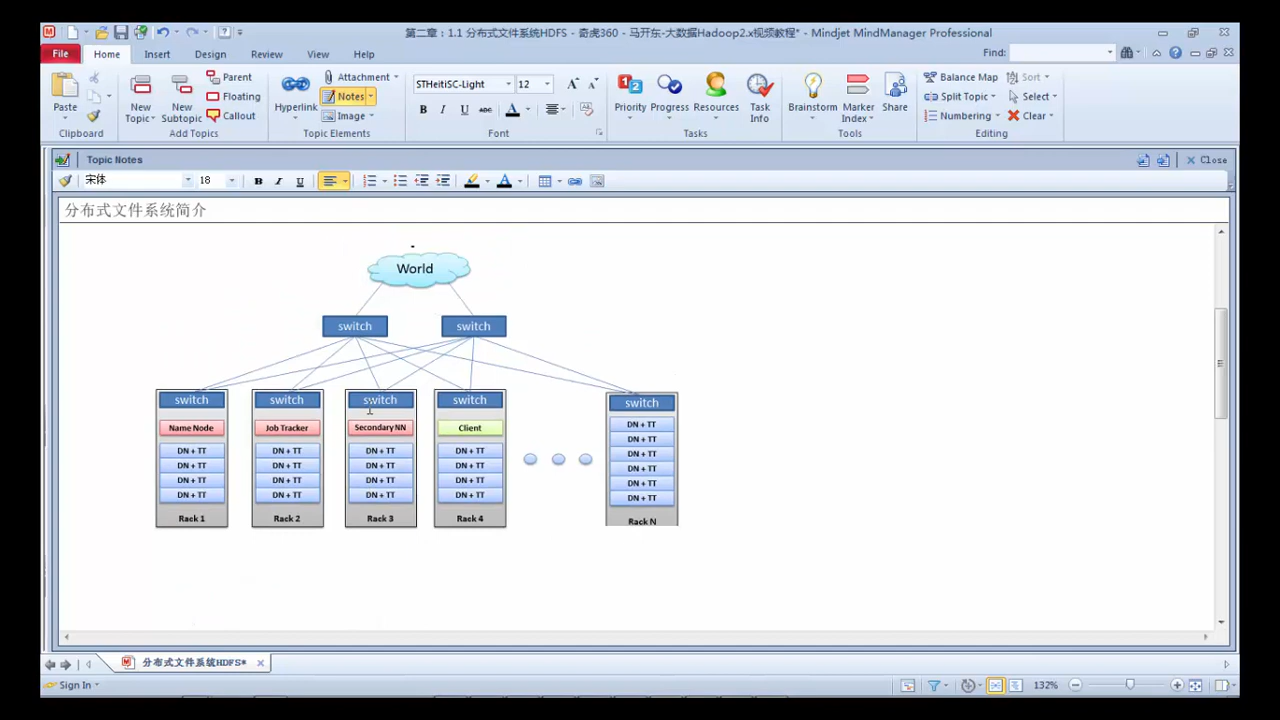 第二章：1.1 分布式文件系统HDFS - 奇虎360 - 马开东-大数据Hadoop2.x视频教程* - Mindjet MindManager Professional
File Home Insert Design Review View Help Find:
Paste
Clipboard
New Topic
New Subtopic
Parent
Floating
Callout
Add Topics
Hyperlink
Attachment
Notes
Image
Topic Elements
STHeitiSC-Light 12
B I U abc A
Font
Priority Progress Resources Task Info
Tasks
Brainstorm Marker Index Share
Tools
Balance Map Sort
Split Topic Select
Numbering Clear
Editing
Topic Notes Close
宋体 18 B I U A
分布式文件系统简介
World
switch switch
switch switch switch switch switch
Name Node Job Tracker Secondary NN Client
DN + TT
DN + TT
DN + TT
DN + TT
Rack 1
DN + TT
DN + TT
DN + TT
DN + TT
Rack 2
DN + TT
DN + TT
DN + TT
DN + TT
Rack 3
DN + TT
DN + TT
DN + TT
DN + TT
Rack 4
DN + TT
DN + TT
DN + TT
DN + TT
DN + TT
DN + TT
Rack N
分布式文件系统HDFS*
Sign In 132%